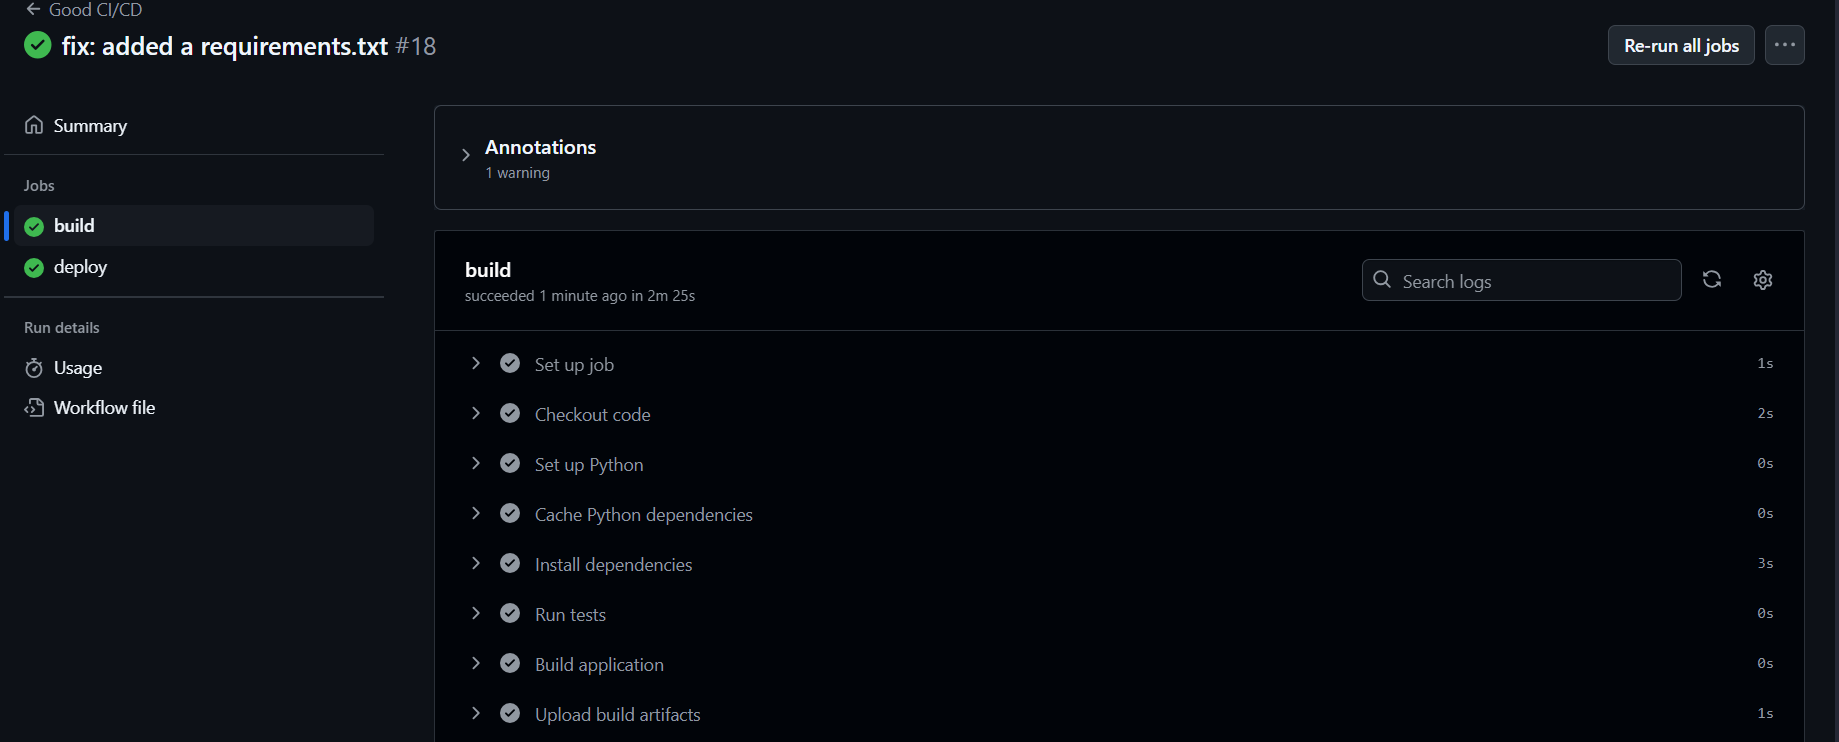 Good CI/CD
fix: added a requirements.txt #18
Re-run all jobs
Summary
Jobs
build
deploy
Run details
Usage
Workflow file
Annotations
1 warning
build
succeeded 1 minute ago in 2m 25s
Search logs
Set up job 1s
Checkout code 2s
Set up Python 0s
Cache Python dependencies 0s
Install dependencies 3s
Run tests 0s
Build application 0s
Upload build artifacts 1s